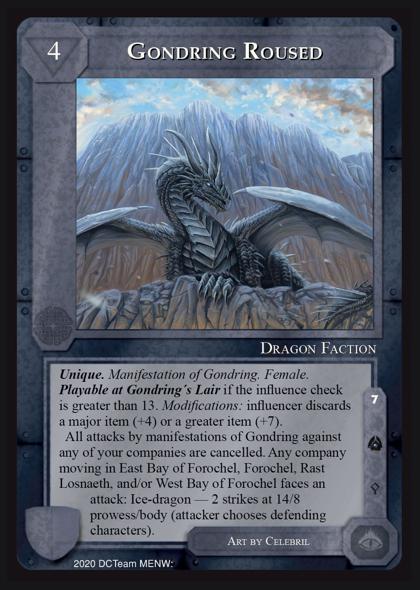 4
GONDRING ROUSED
DRAGON FACTION
Unique. Manifestation of Gondring. Female.
Playable at Gondring´s Lair if the influence check
is greater than 13. Modifications: influencer discards
a major item (+4) or a greater item (+7).
All attacks by manifestations of Gondring against
any of your companies are cancelled. Any company
moving in East Bay of Forochel, Forochel, Rast
Losnaeth, and/or West Bay of Forochel faces an
attack: Ice-dragon — 2 strikes at 14/8
prowess/body (attacker chooses defending
characters).
7
ART BY CELEBRIL
2020 DCTeam MENW: